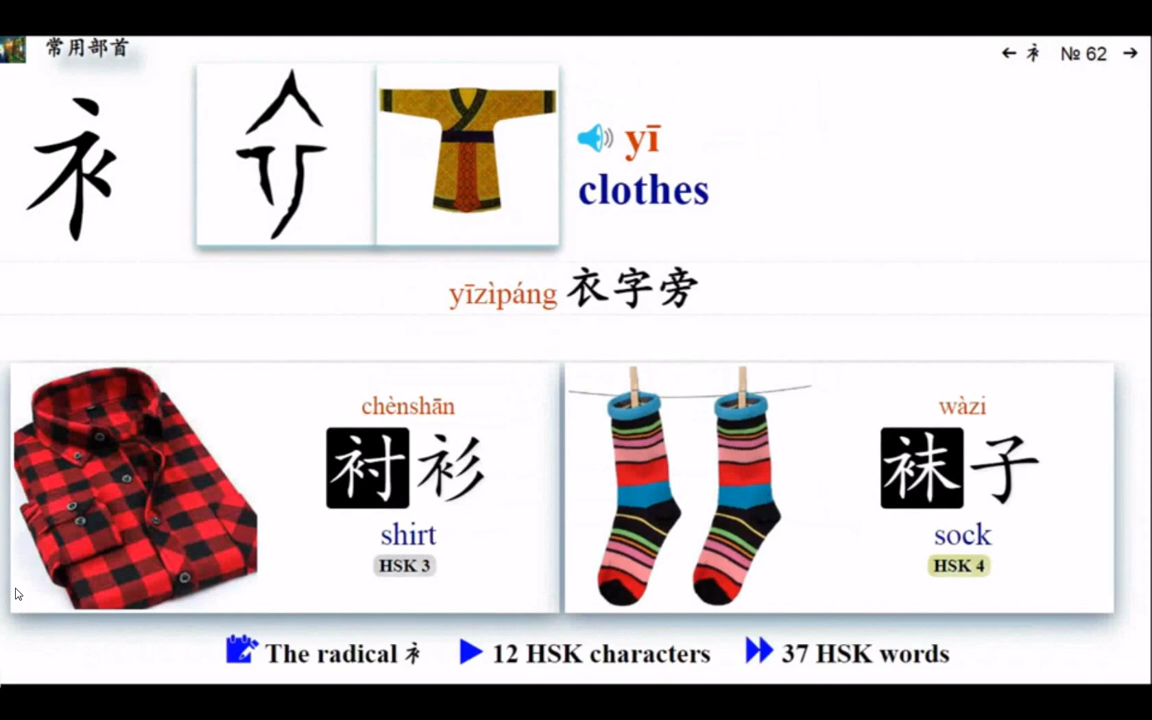 常用部首
← 衤 № 62 →
衤
yī
clothes
yīzìpáng 衣字旁
chènshān
衬衫
shirt
HSK 3
wàzi
袜子
sock
HSK 4
The radical 衤 12 HSK characters 37 HSK words